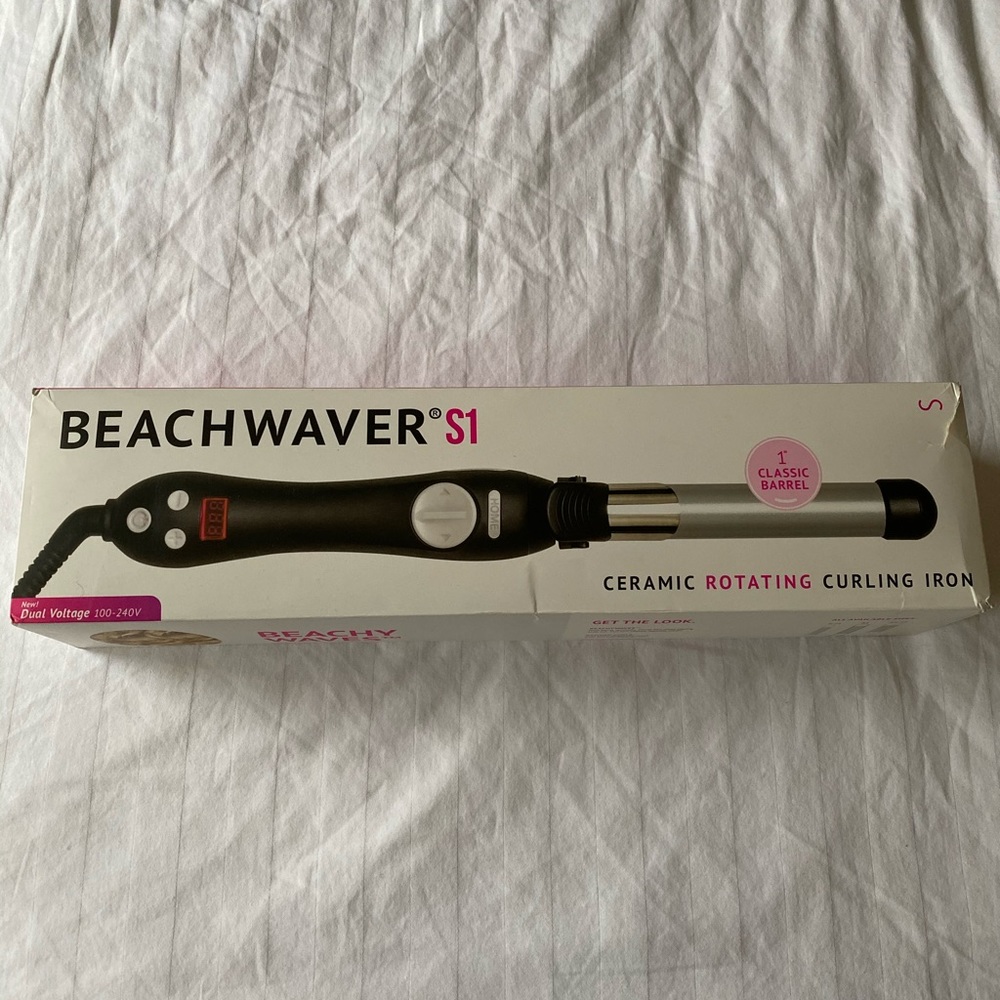 BEACHWAVER® S1
S
1"
CLASSIC
BARREL
HOME
CERAMIC ROTATING CURLING IRON
New!
Dual Voltage 100-240V
BEACHY
WAVES
GET THE LOOK.